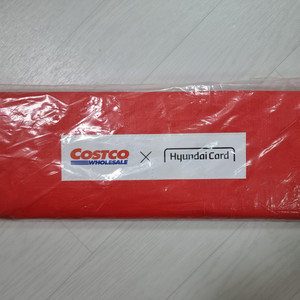 COSTCO
WHOLESALE
×
Hyundai Card